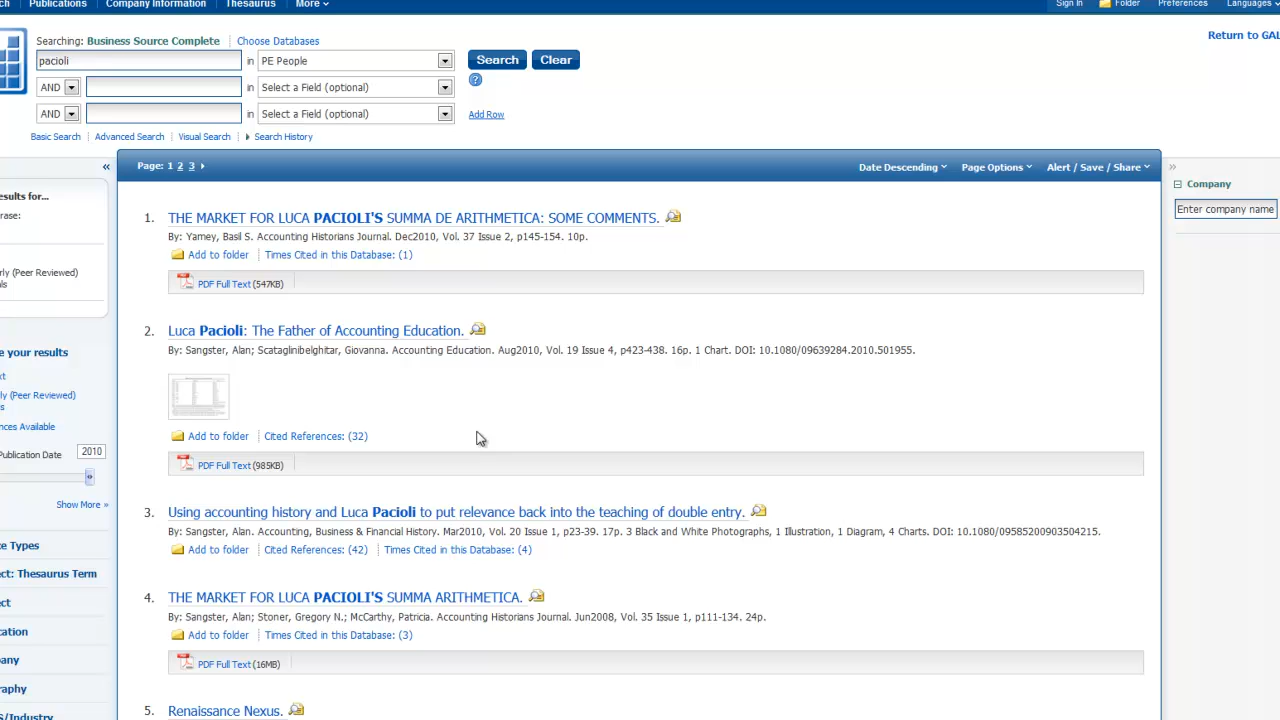 ch Publications Company Information Thesaurus More Sign In Folder Preferences Languages
Return to GAL
Searching: Business Source Complete Choose Databases
pacioli in PE People Search Clear
AND in Select a Field (optional)
AND in Select a Field (optional) Add Row
Basic Search Advanced Search Visual Search Search History
« Page: 1 2 3 Date Descending Page Options Alert / Save / Share »
Company
Enter company name
esults for...
rase:
rly (Peer Reviewed)
ls
e your results
xt
ly (Peer Reviewed)
s
nces Available
Publication Date 2010
Show More »
ce Types
ect: Thesaurus Term
ect
cation
pany
raphy
S/Industry
1. THE MARKET FOR LUCA PACIOLI'S SUMMA DE ARITHMETICA: SOME COMMENTS.
By: Yamey, Basil S. Accounting Historians Journal. Dec2010, Vol. 37 Issue 2, p145-154. 10p.
Add to folder Times Cited in this Database: (1)
PDF Full Text (547KB)
2. Luca Pacioli: The Father of Accounting Education.
By: Sangster, Alan; Scataglinibelghitar, Giovanna. Accounting Education. Aug2010, Vol. 19 Issue 4, p423-438. 16p. 1 Chart. DOI: 10.1080/09639284.2010.501955.
Add to folder Cited References: (32)
PDF Full Text (985KB)
3. Using accounting history and Luca Pacioli to put relevance back into the teaching of double entry.
By: Sangster, Alan. Accounting, Business & Financial History. Mar2010, Vol. 20 Issue 1, p23-39. 17p. 3 Black and White Photographs, 1 Illustration, 1 Diagram, 4 Charts. DOI: 10.1080/09585200903504215.
Add to folder Cited References: (42) Times Cited in this Database: (4)
4. THE MARKET FOR LUCA PACIOLI'S SUMMA ARITHMETICA.
By: Sangster, Alan; Stoner, Gregory N.; McCarthy, Patricia. Accounting Historians Journal. Jun2008, Vol. 35 Issue 1, p111-134. 24p.
Add to folder Times Cited in this Database: (3)
PDF Full Text (16MB)
5. Renaissance Nexus.